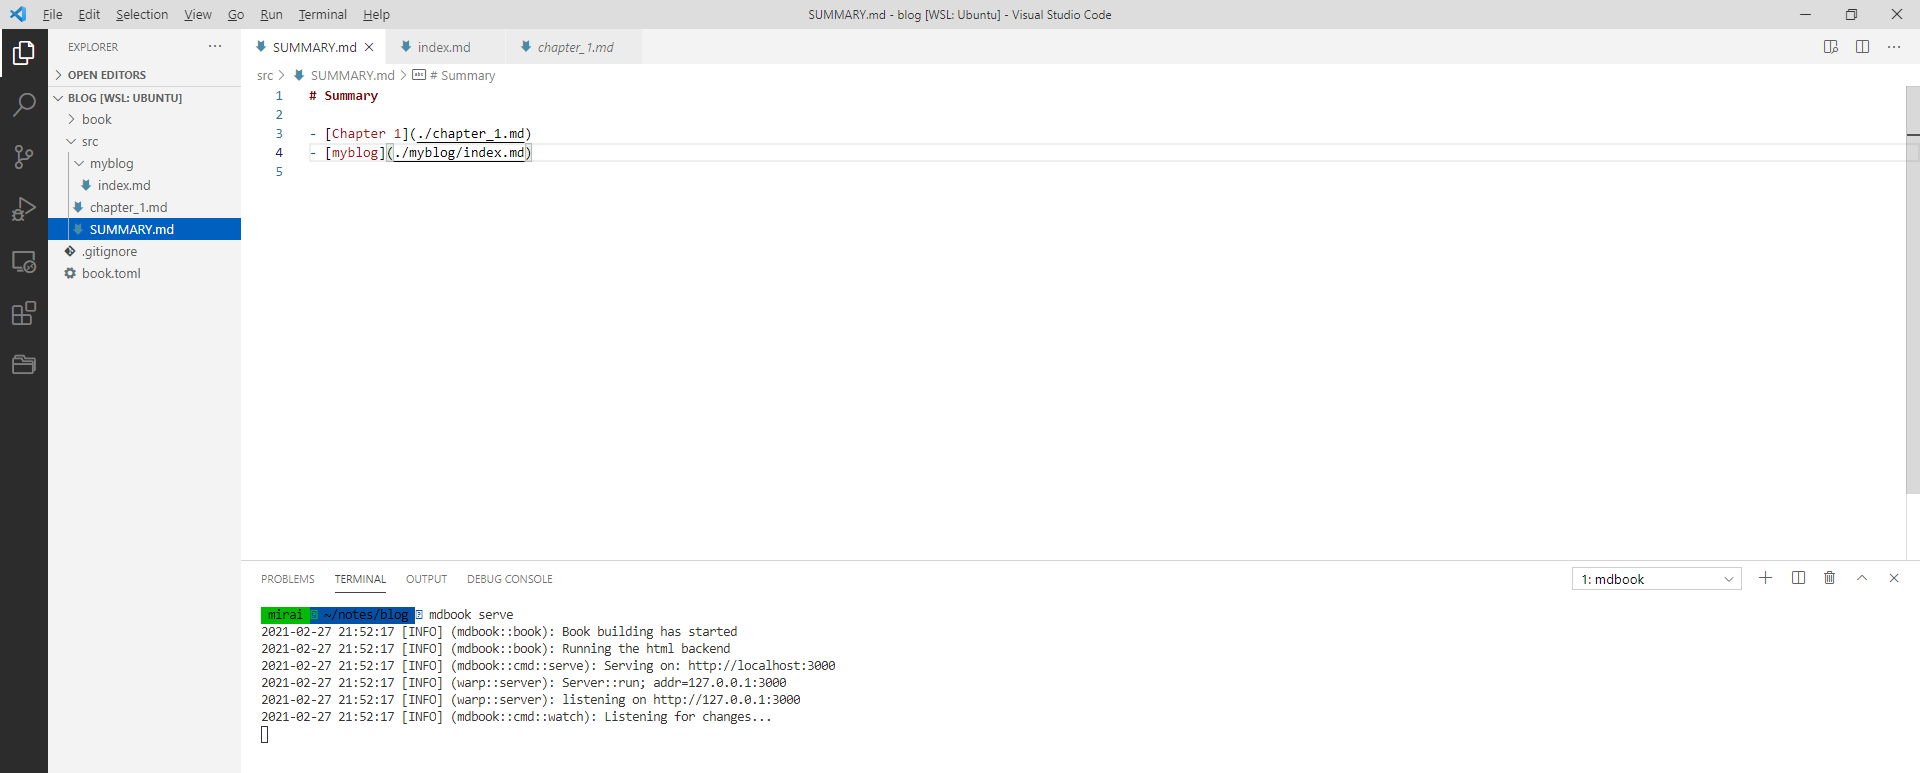 File Edit Selection View Go Run Terminal Help
SUMMARY.md - blog [WSL: Ubuntu] - Visual Studio Code
EXPLORER
OPEN EDITORS
BLOG [WSL: UBUNTU]
book
src
myblog
index.md
chapter_1.md
SUMMARY.md
.gitignore
book.toml
SUMMARY.md index.md chapter_1.md
src SUMMARY.md # Summary
1 # Summary
2
3 - [Chapter 1](./chapter_1.md)
4 - [myblog](./myblog/index.md)
5
PROBLEMS TERMINAL OUTPUT DEBUG CONSOLE
1: mdbook
mirai ~/notes/blog mdbook serve
2021-02-27 21:52:17 [INFO] (mdbook::book): Book building has started
2021-02-27 21:52:17 [INFO] (mdbook::book): Running the html backend
2021-02-27 21:52:17 [INFO] (mdbook::cmd::serve): Serving on: http://localhost:3000
2021-02-27 21:52:17 [INFO] (warp::server): Server::run; addr=127.0.0.1:3000
2021-02-27 21:52:17 [INFO] (warp::server): listening on http://127.0.0.1:3000
2021-02-27 21:52:17 [INFO] (mdbook::cmd::watch): Listening for changes...